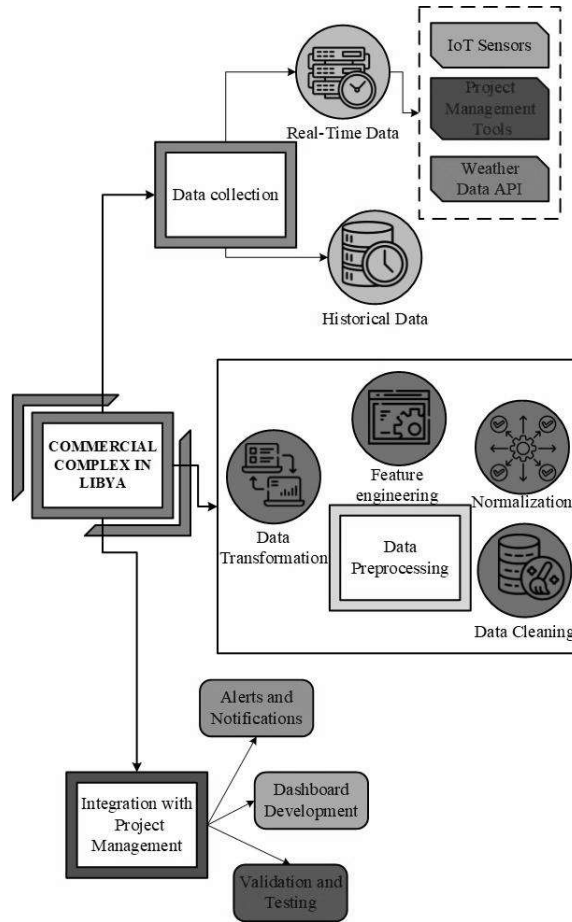 IoT Sensors
Project
Management
Tools
Weather
Data API
Real-Time Data
Data collection
Historical Data
COMMERCIAL
COMPLEX IN
LIBYA
Feature
engineering
Normalization
Data
Transformation
Data
Preprocessing
Data Cleaning
Alerts and
Notifications
Integration with
Project
Management
Dashboard
Development
Validation and
Testing